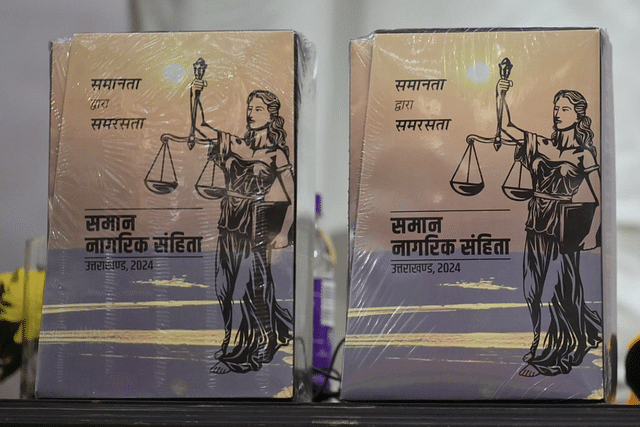 समानता
द्वारा
समरसता
समान
नागरिक संहिता
उत्तराखण्ड, 2024
समानता
द्वारा
समरसता
समान
नागरिक संहिता
उत्तराखण्ड, 2024